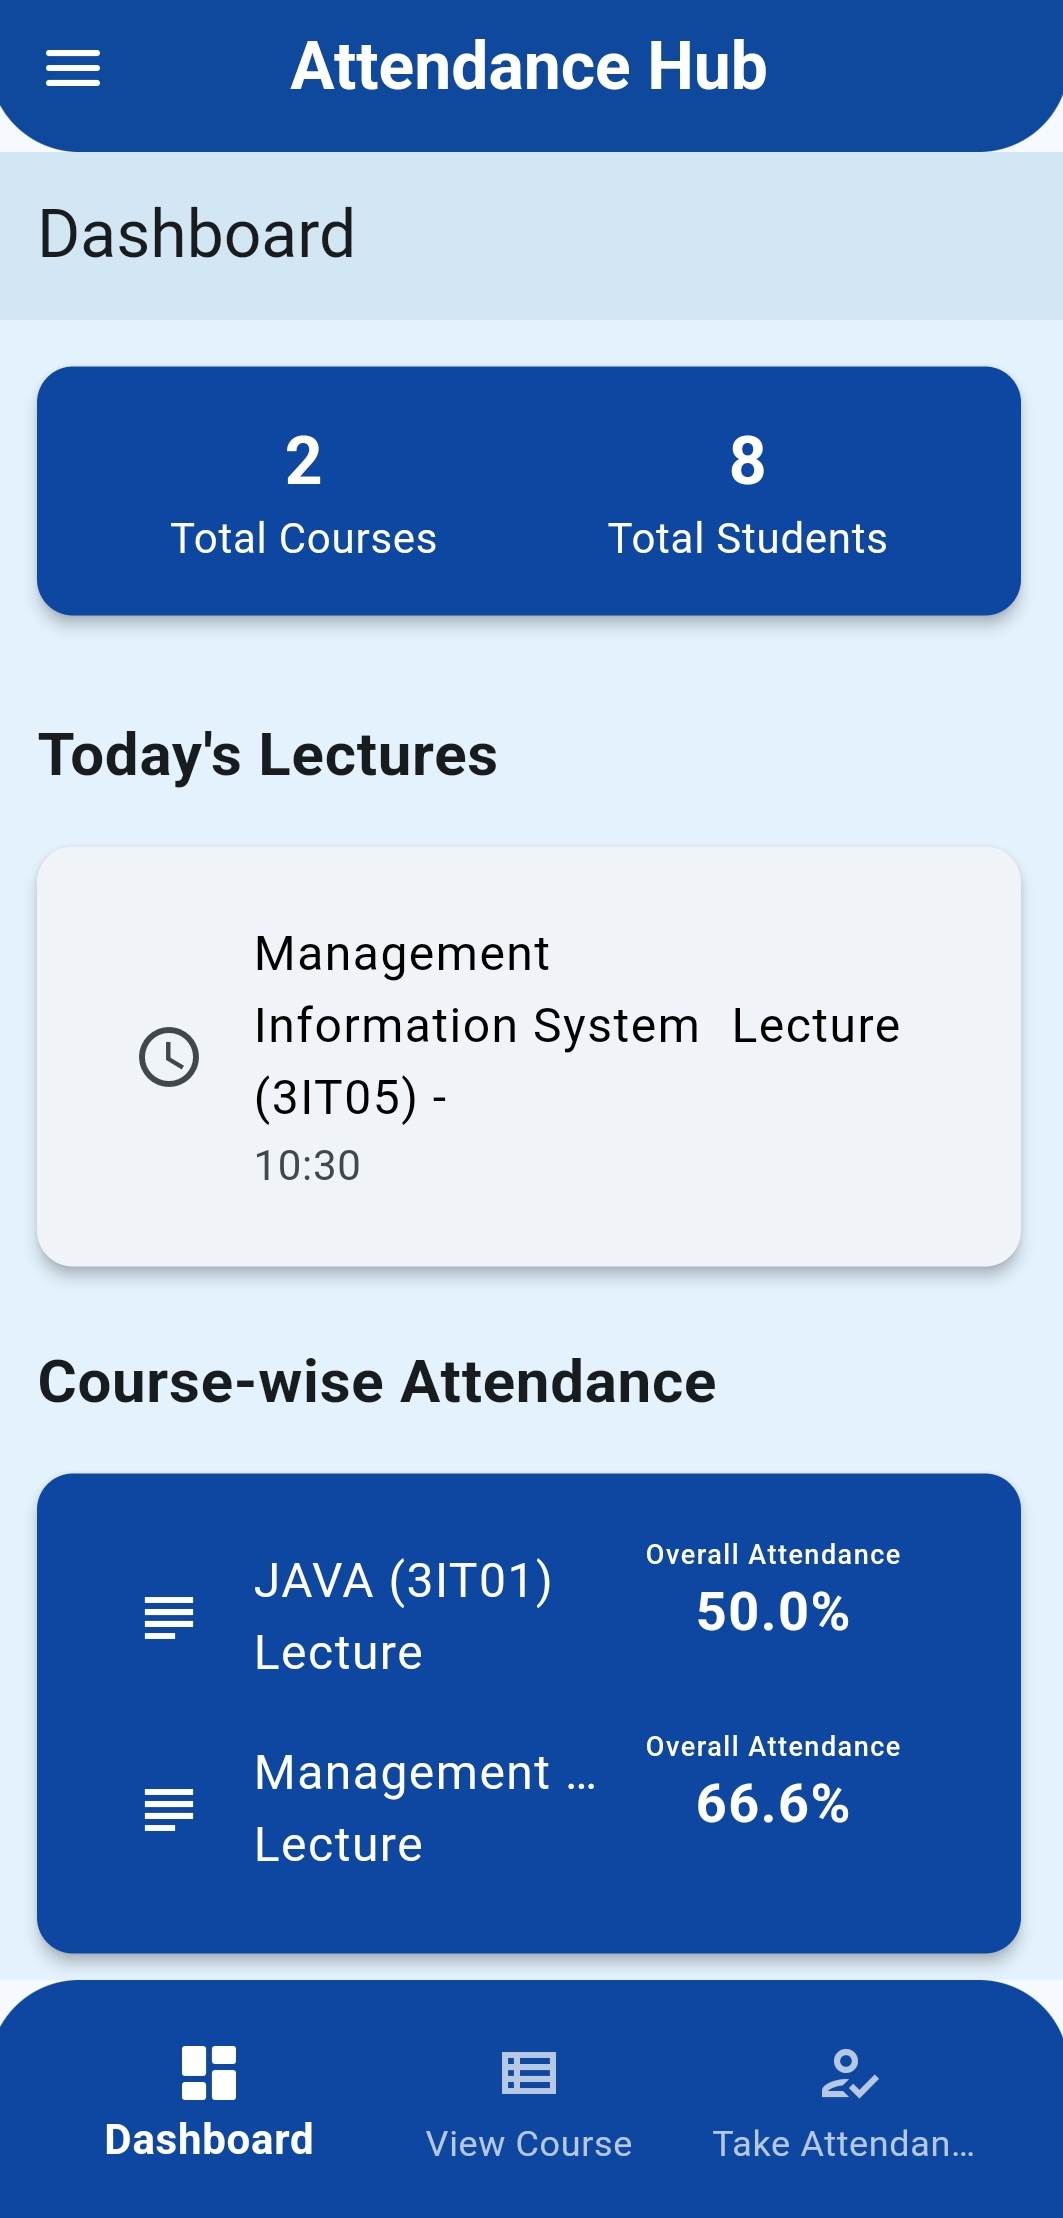 Attendance Hub
Dashboard
2
Total Courses
8
Total Students
Today's Lectures
Management
Information System Lecture
(3IT05) -
10:30
Course-wise Attendance
JAVA (3IT01)
Lecture
Overall Attendance
50.0%
Management ...
Lecture
Overall Attendance
66.6%
Dashboard
View Course
Take Attendan...